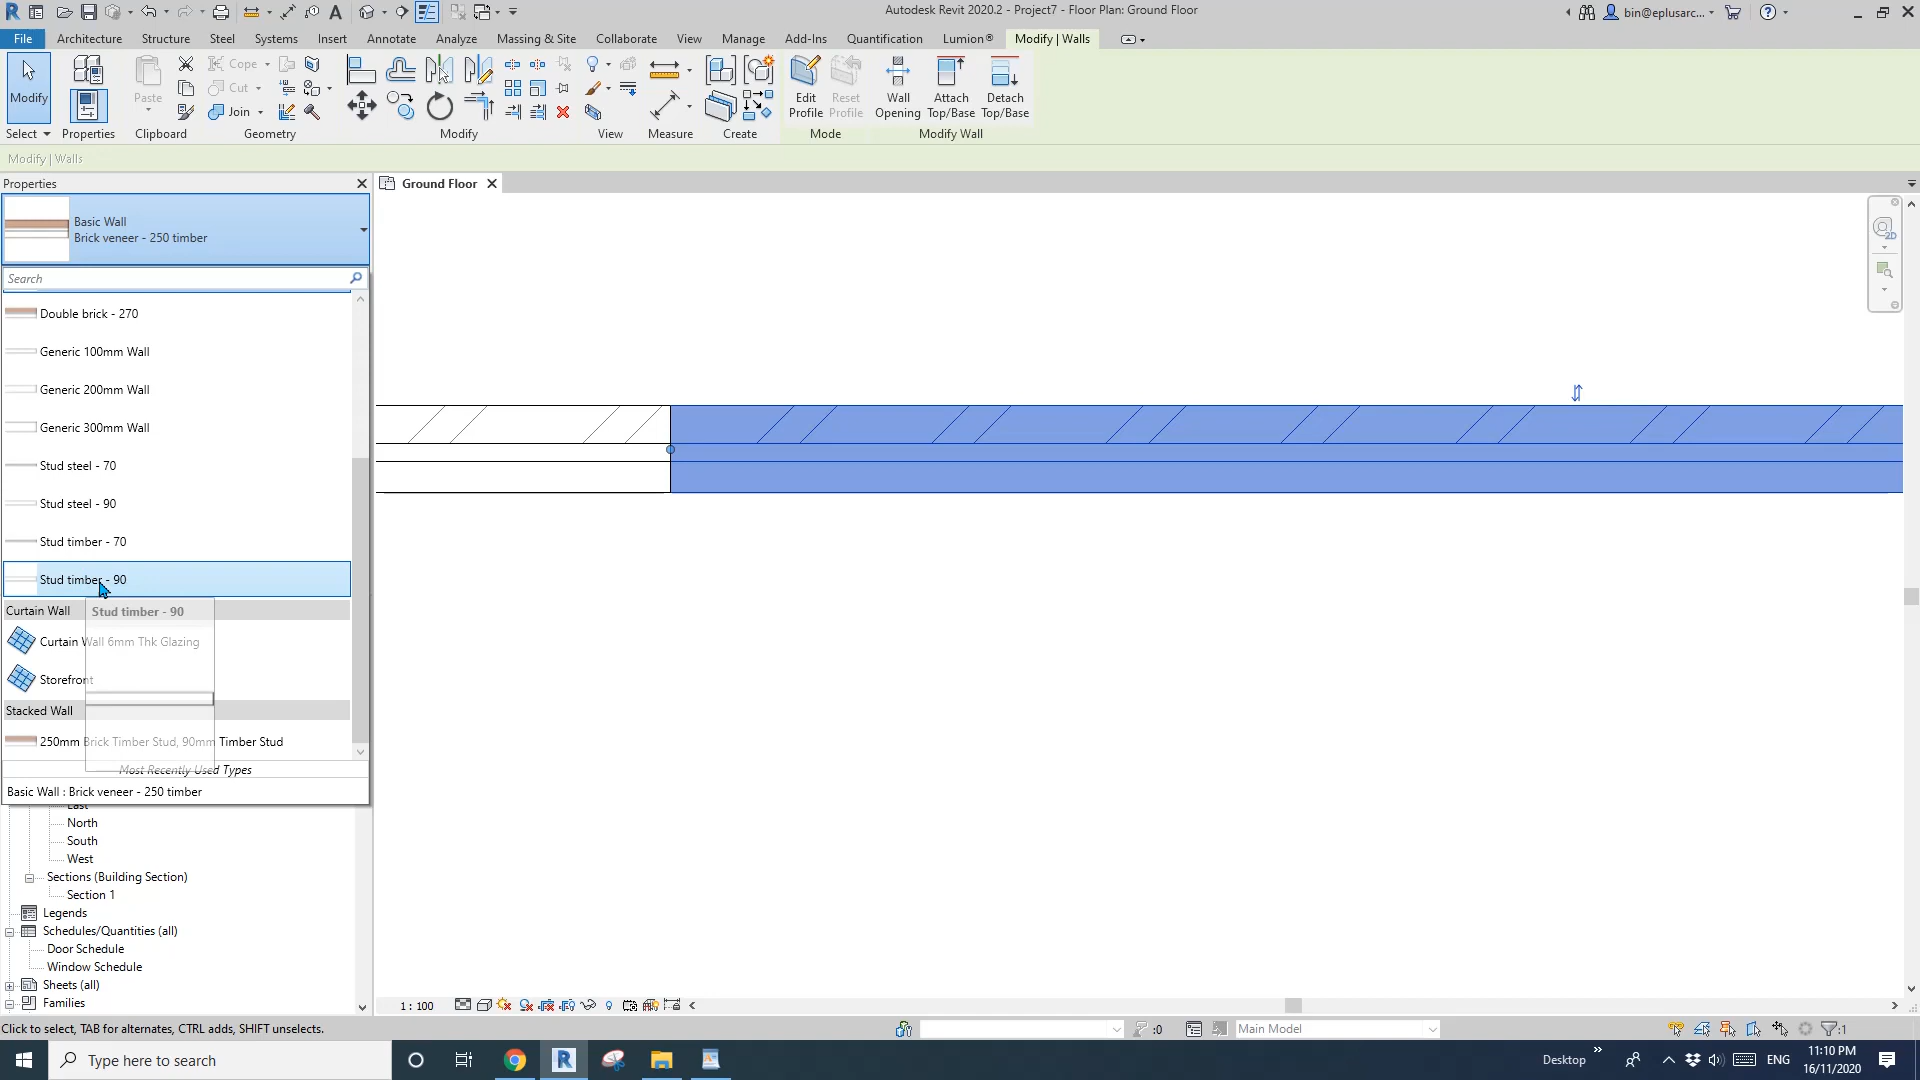 Autodesk Revit 2020.2 - Project7 - Floor Plan: Ground Floor
bin@eplusarc...
File Architecture Structure Steel Systems Insert Annotate Analyze Massing & Site Collaborate View Manage Add-Ins Quantification Lumion® Modify | Walls
Modify
Paste
Cope
Cut
Join
Edit Profile
Reset Profile
Wall Opening
Attach Top/Base
Detach Top/Base
Select Properties Clipboard Geometry Modify View Measure Create Mode Modify Wall
Modify | Walls
Properties
Ground Floor
Basic Wall
Brick veneer - 250 timber
Search
Double brick - 270
Generic 100mm Wall
Generic 200mm Wall
Generic 300mm Wall
Stud steel - 70
Stud steel - 90
Stud timber - 70
Stud timber - 90
Curtain Wall
Stud timber - 90
Curtain Wall 6mm Thk Glazing
Storefront
Stacked Wall
250mm Brick Timber Stud, 90mm Timber Stud
Most Recently Used Types
Basic Wall : Brick veneer - 250 timber
East
North
South
West
Sections (Building Section)
Section 1
Legends
Schedules/Quantities (all)
Door Schedule
Window Schedule
Sheets (all)
Families
1 : 100
Click to select, TAB for alternates, CTRL adds, SHIFT unselects.
:0
Main Model
:1
Type here to search
Desktop
ENG
11:10 PM
16/11/2020